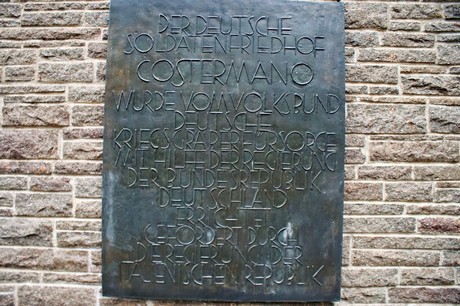 DER DEUTSCHE
SOLDATENFRIEDHOF
COSTERMANO
WURDE VOM VOLKSBUND
DEUTSCHE
KRIEGSGRÄBERFÜRSORGE
MIT HILFE DER REGIERUNG
DER BUNDESREPUBLIK
DEUTSCHLAND
ERRICHTET
GEFÖRDERT DURCH
DIE REGIERUNG DER
ITALIENISCHEN REPUBLIK